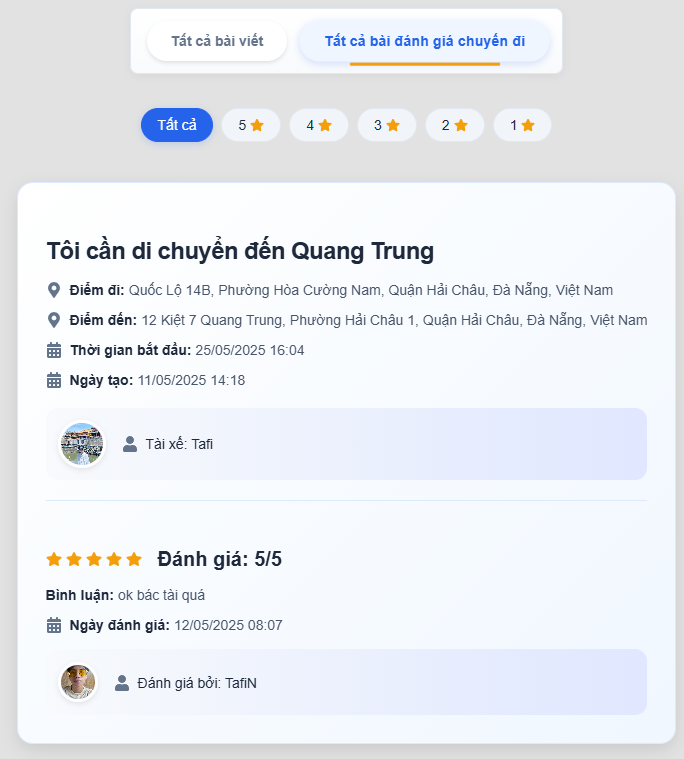 Tất cả bài viết Tất cả bài đánh giá chuyến đi
Tất cả 5 4 3 2 1
Tôi cần di chuyển đến Quang Trung
Điểm đi: Quốc Lộ 14B, Phường Hòa Cường Nam, Quận Hải Châu, Đà Nẵng, Việt Nam
Điểm đến: 12 Kiệt 7 Quang Trung, Phường Hải Châu 1, Quận Hải Châu, Đà Nẵng, Việt Nam
Thời gian bắt đầu: 25/05/2025 16:04
Ngày tạo: 11/05/2025 14:18
Tài xế: Tafi
Đánh giá: 5/5
Bình luận: ok bác tài quá
Ngày đánh giá: 12/05/2025 08:07
Đánh giá bởi: TafiN